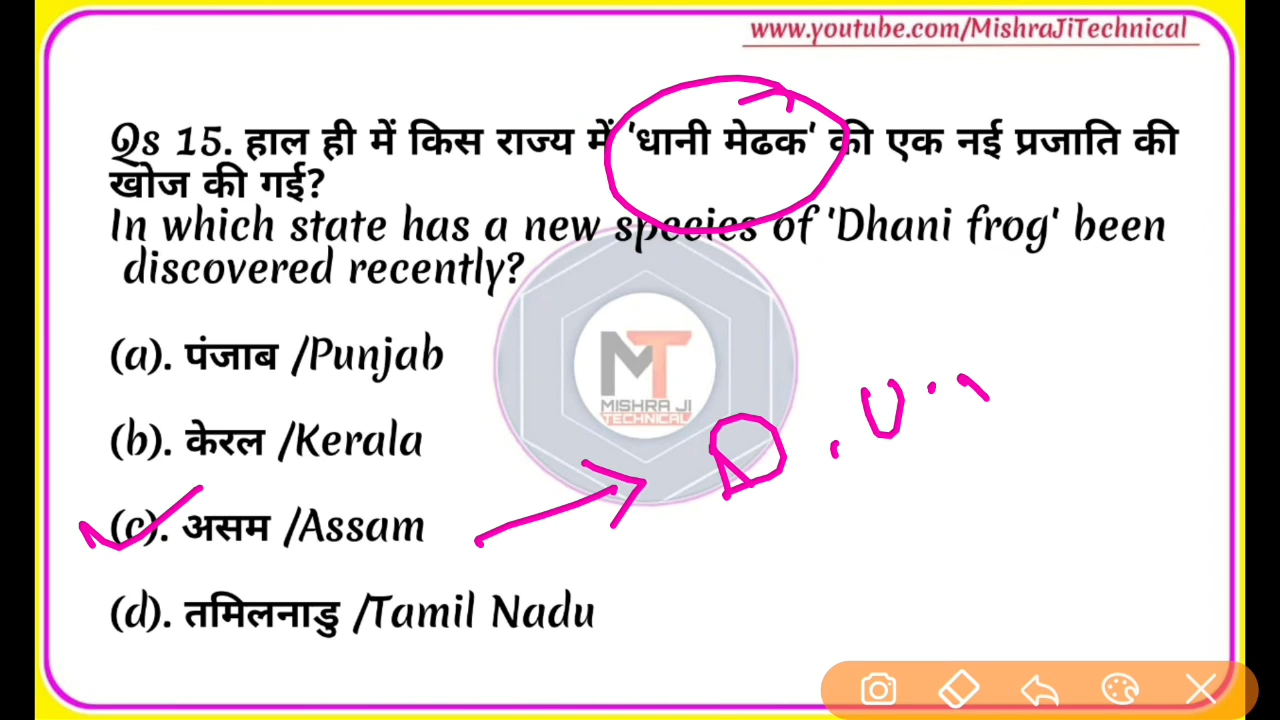 www.youtube.com/MishraJiTechnical
Qs 15. हाल ही में किस राज्य में 'धानी मेढक' की एक नई प्रजाति की
खोज की गई?
In which state has a new species of 'Dhani frog' been
discovered recently?
(a). पंजाब /Punjab
MT
MISHRA JI
TECHNICAL
(b). केरल /Kerala
(c). असम /Assam
(d). तमिलनाडु /Tamil Nadu